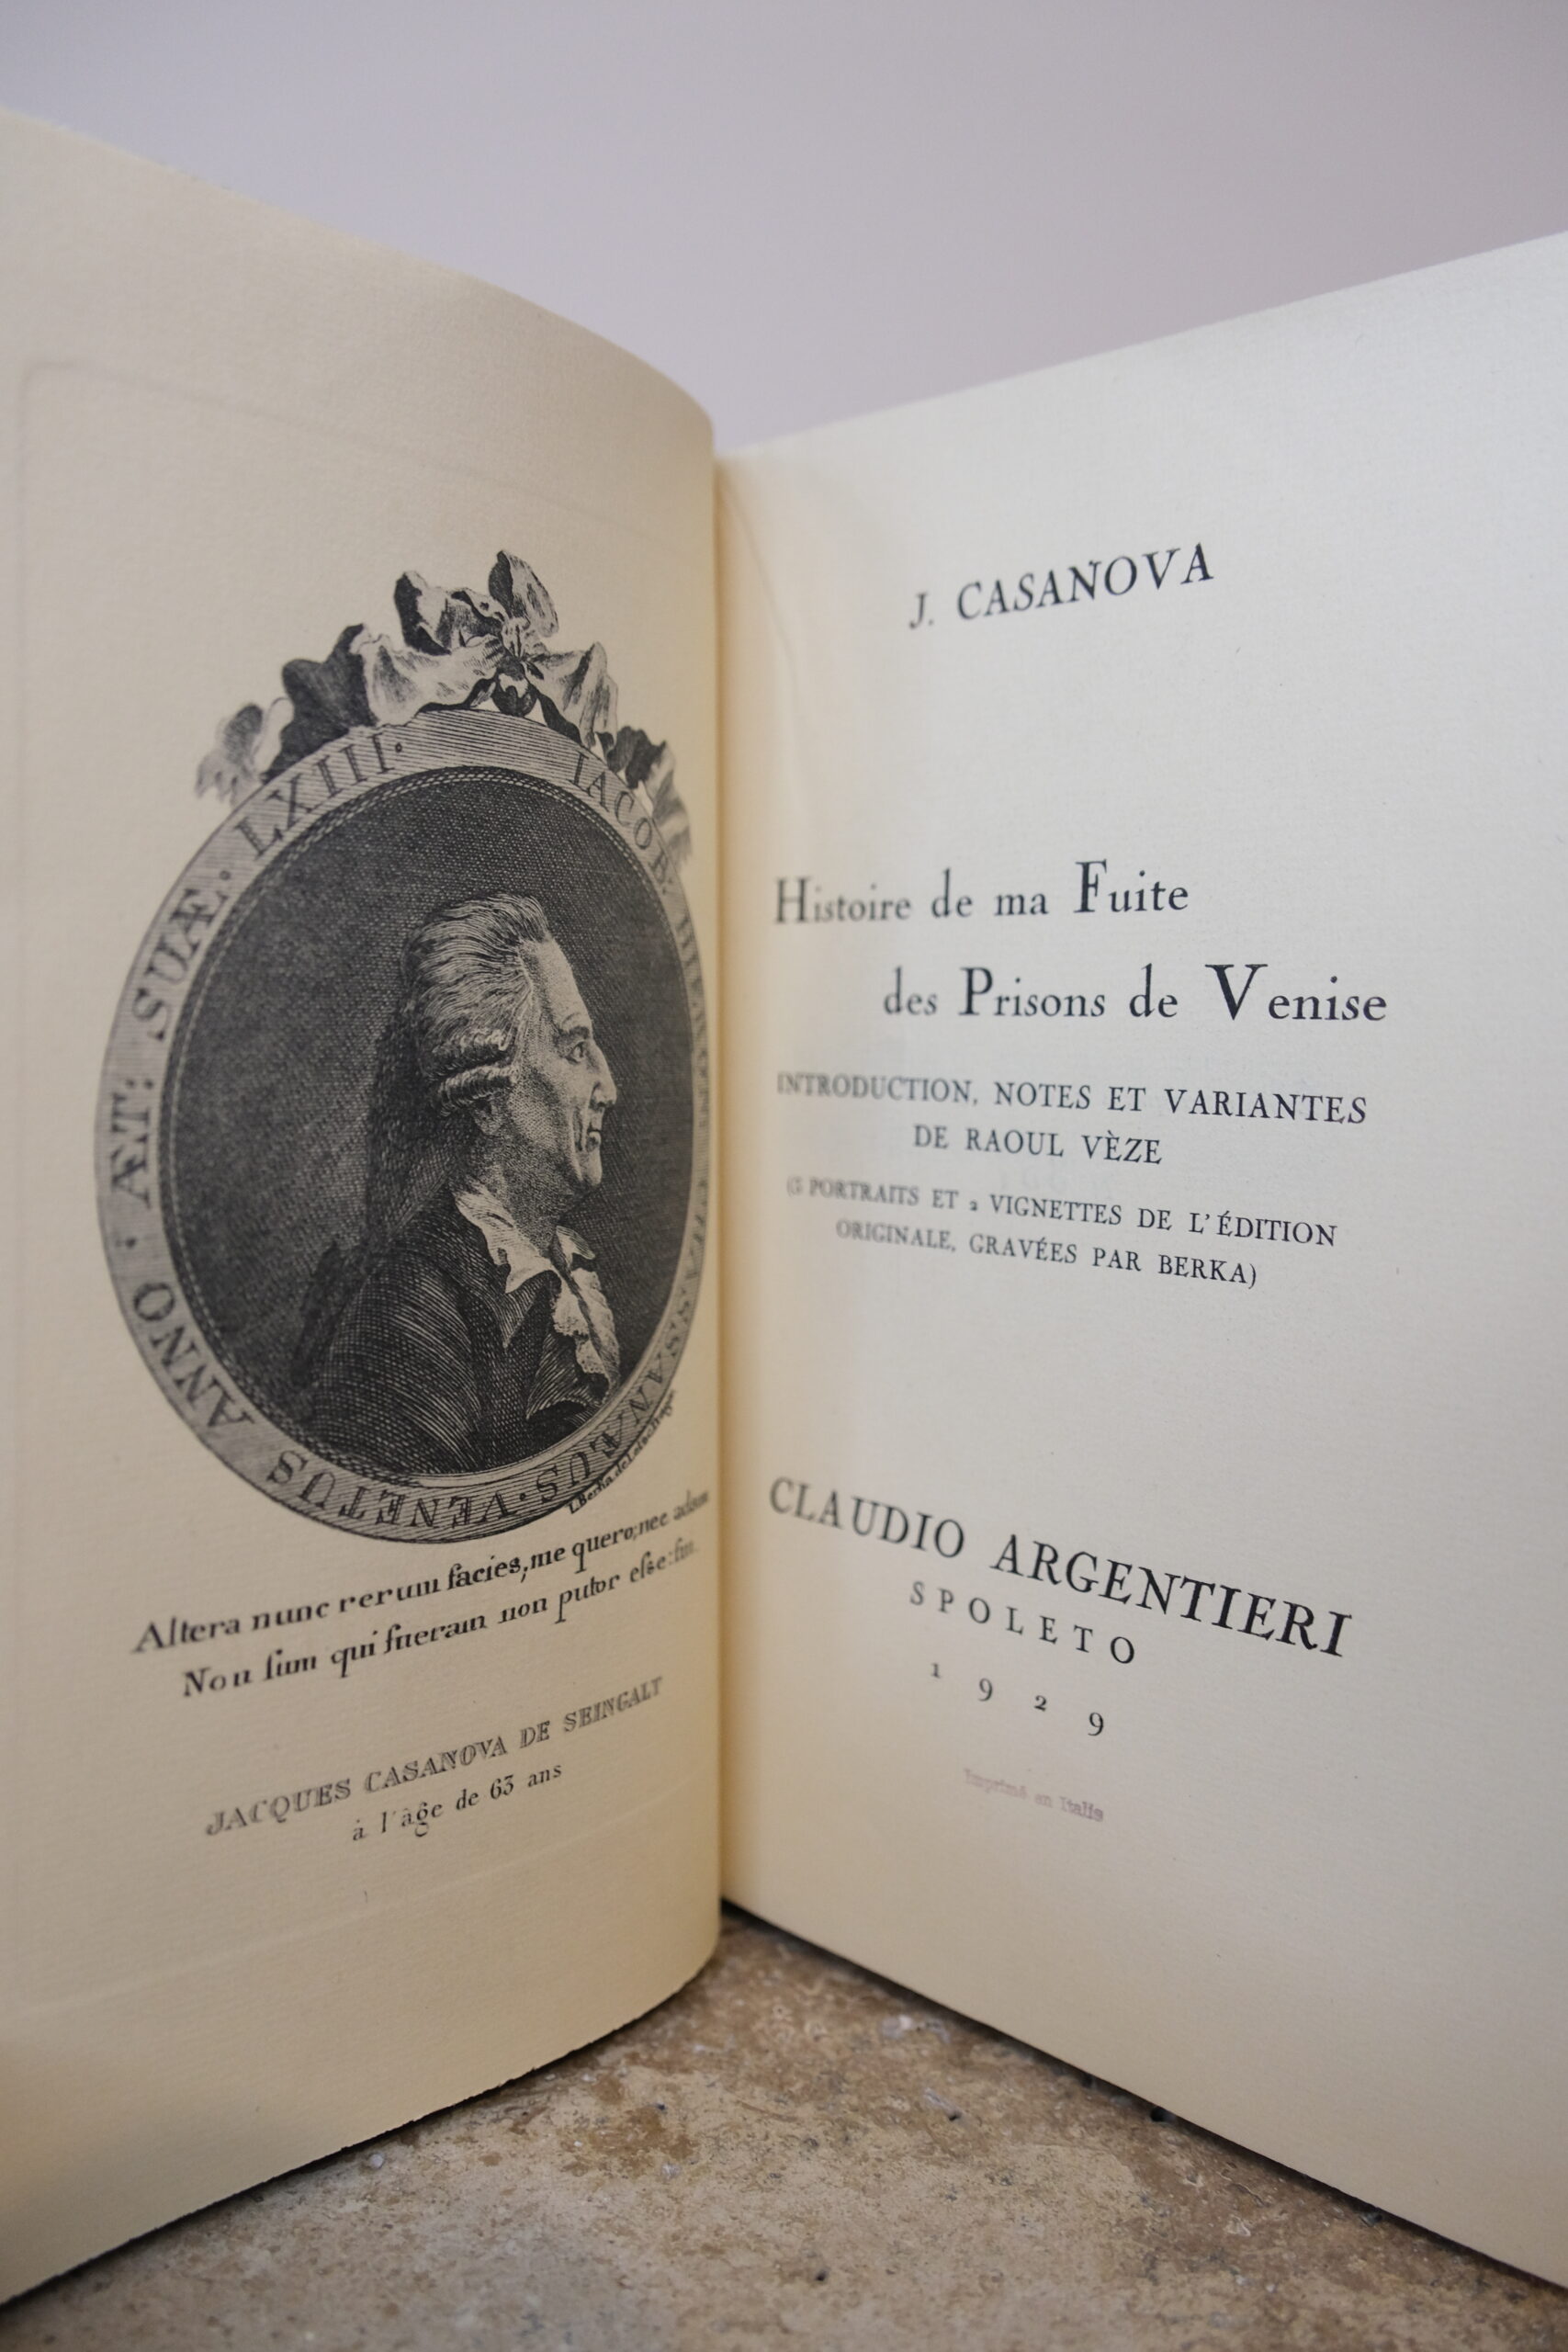 IACOB: HIERONYMUS CHASSANÆUS · VENETUS ANNO · ÆT: SUÆ · LXIII ·
I. Berka
Altera nunc rerum facies, me quero, nec adsum
Non sum qui fueram non putor esse: fui.
JACQUES CASANOVA DE SEINGALT
à l'âge de 63 ans
J. CASANOVA
Histoire de ma Fuite
des Prisons de Venise
INTRODUCTION, NOTES ET VARIANTES
DE RAOUL VÈZE
PORTRAITS ET 2 VIGNETTES DE L'ÉDITION
ORIGINALE, GRAVÉES PAR BERKA)
CLAUDIO ARGENTIERI
SPOLETO
1929
Imprimé en Italie